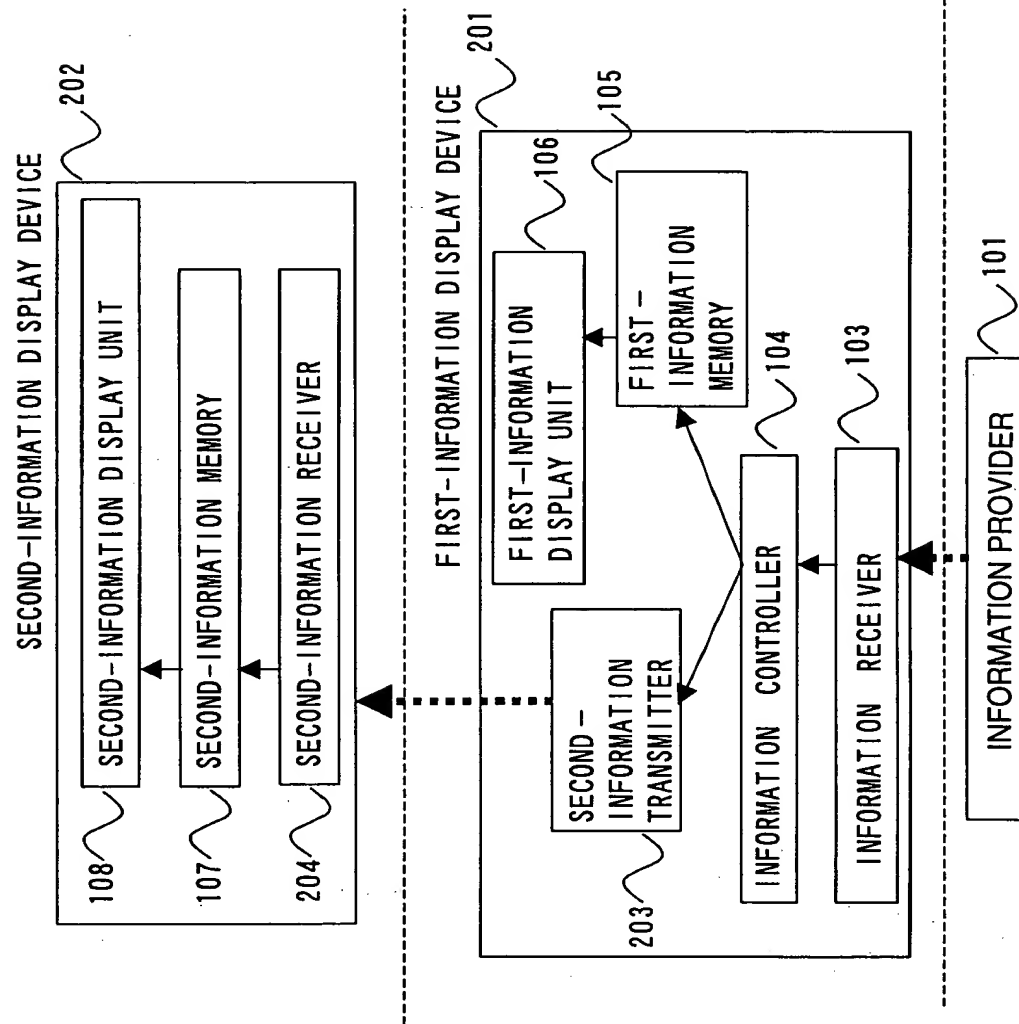 SECOND-INFORMATION DISPLAY DEVICE
202
SECOND-INFORMATION DISPLAY UNIT
108
SECOND-INFORMATION MEMORY
107
SECOND-INFORMATION RECEIVER
204
FIRST-INFORMATION DISPLAY DEVICE
201
FIRST-INFORMATION
DISPLAY UNIT
106
FIRST-
INFORMATION
MEMORY
105
SECOND-
INFORMATION
TRANSMITTER
203
INFORMATION CONTROLLER
104
INFORMATION RECEIVER
103
INFORMATION PROVIDER
101